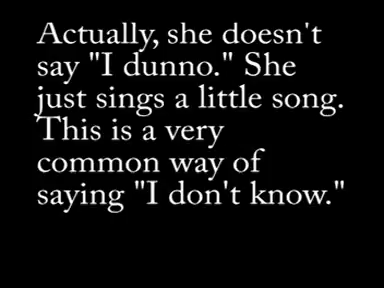 Actually, she doesn't
say "I dunno." She
just sings a little song.
This is a very
common way of
saying "I don't know."